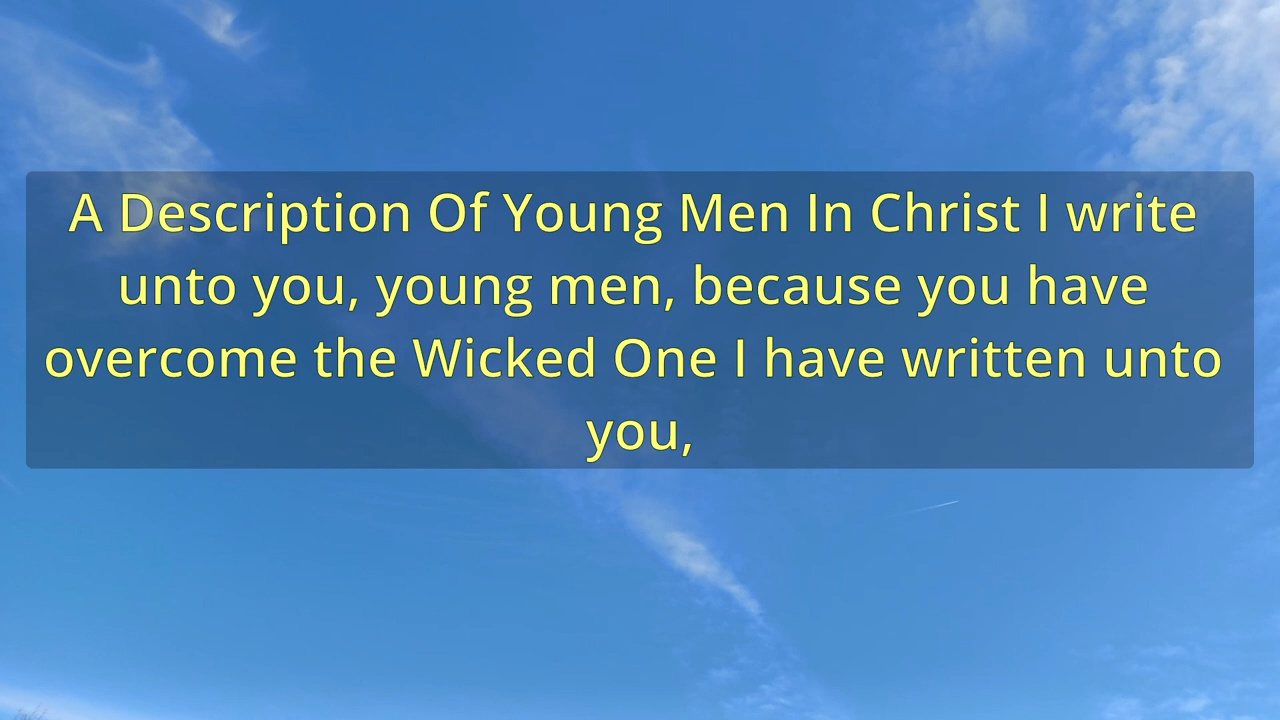 A Description Of Young Men In Christ I write
unto you, young men, because you have
overcome the Wicked One I have written unto
you,